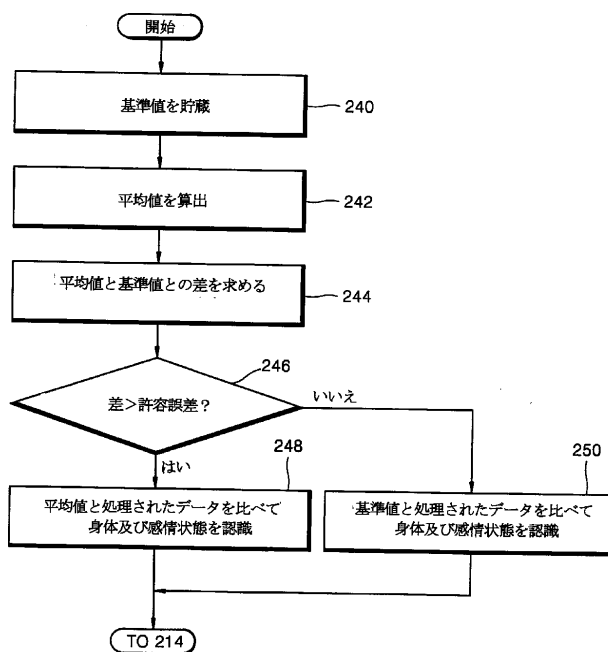 開始
基準値を貯蔵
240
平均値を算出
242
平均値と基準値との差を求める
244
246
差>許容誤差?
いいえ
はい
248
平均値と処理されたデータを比べて
身体及び感情状態を認識
250
基準値と処理されたデータを比べて
身体及び感情状態を認識
TO 214